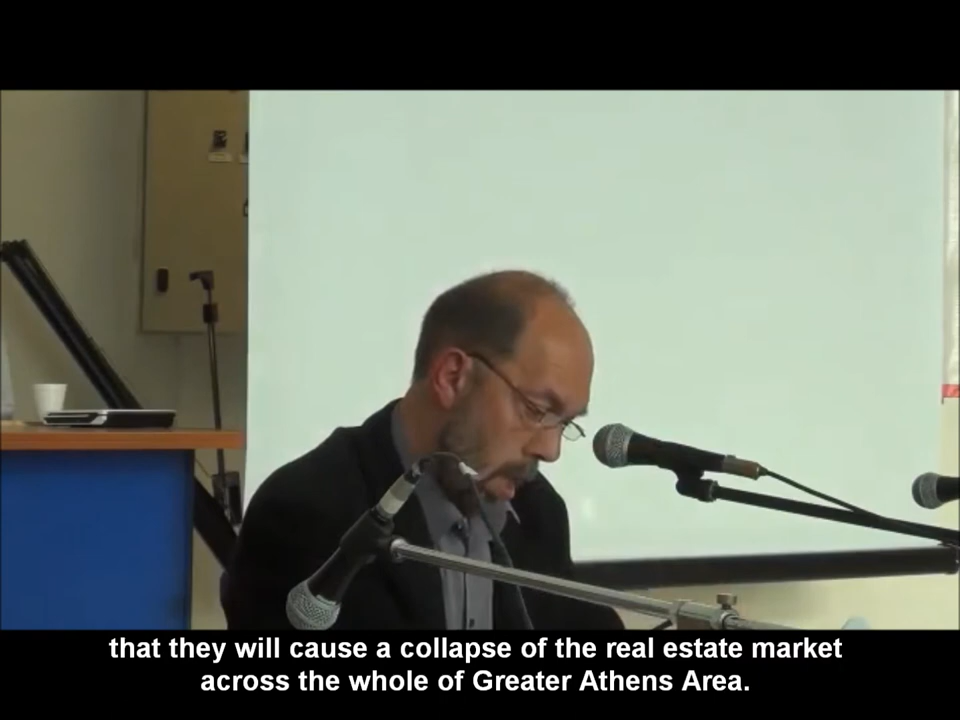 that they will cause a collapse of the real estate market
across the whole of Greater Athens Area.